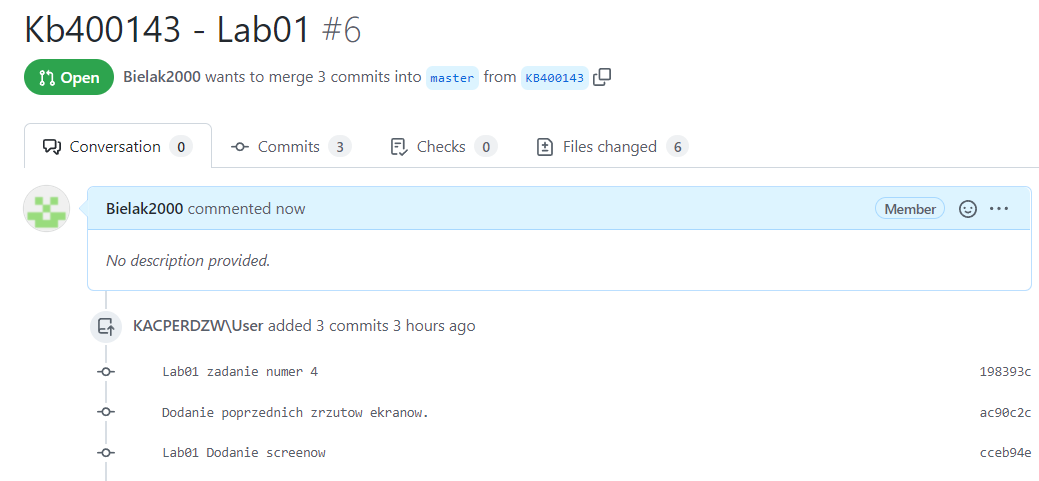 Kb400143 - Lab01 #6
Open Bielak2000 wants to merge 3 commits into master from KB400143
Conversation 0 Commits 3 Checks 0 Files changed 6
Bielak2000 commented now Member
No description provided.
KACPERDZW\User added 3 commits 3 hours ago
Lab01 zadanie numer 4 198393c
Dodanie poprzednich zrzutow ekranow. ac90c2c
Lab01 Dodanie screenow cceb94e